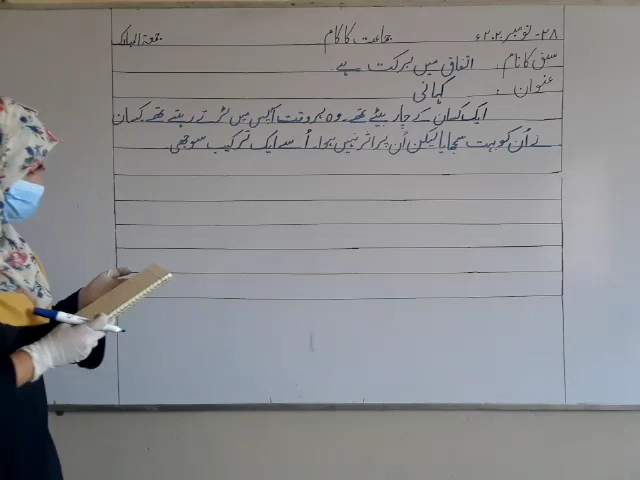 ۲۸- نومبر ۲۰۲۰ء جماعت کا کام جمعۃ المبارک
سبق کا نام: اتفاق میں برکت ہے۔
عنوان: کہانی
ایک کسان کے چار بیٹے تھے۔ وہ ہر وقت آپس میں لڑتے رہتے تھے۔ کسان
نے اُن کو بہت سمجھایا لیکن اُن پر اثر نہیں ہوا۔ اُسے ایک ترکیب سوجھی۔